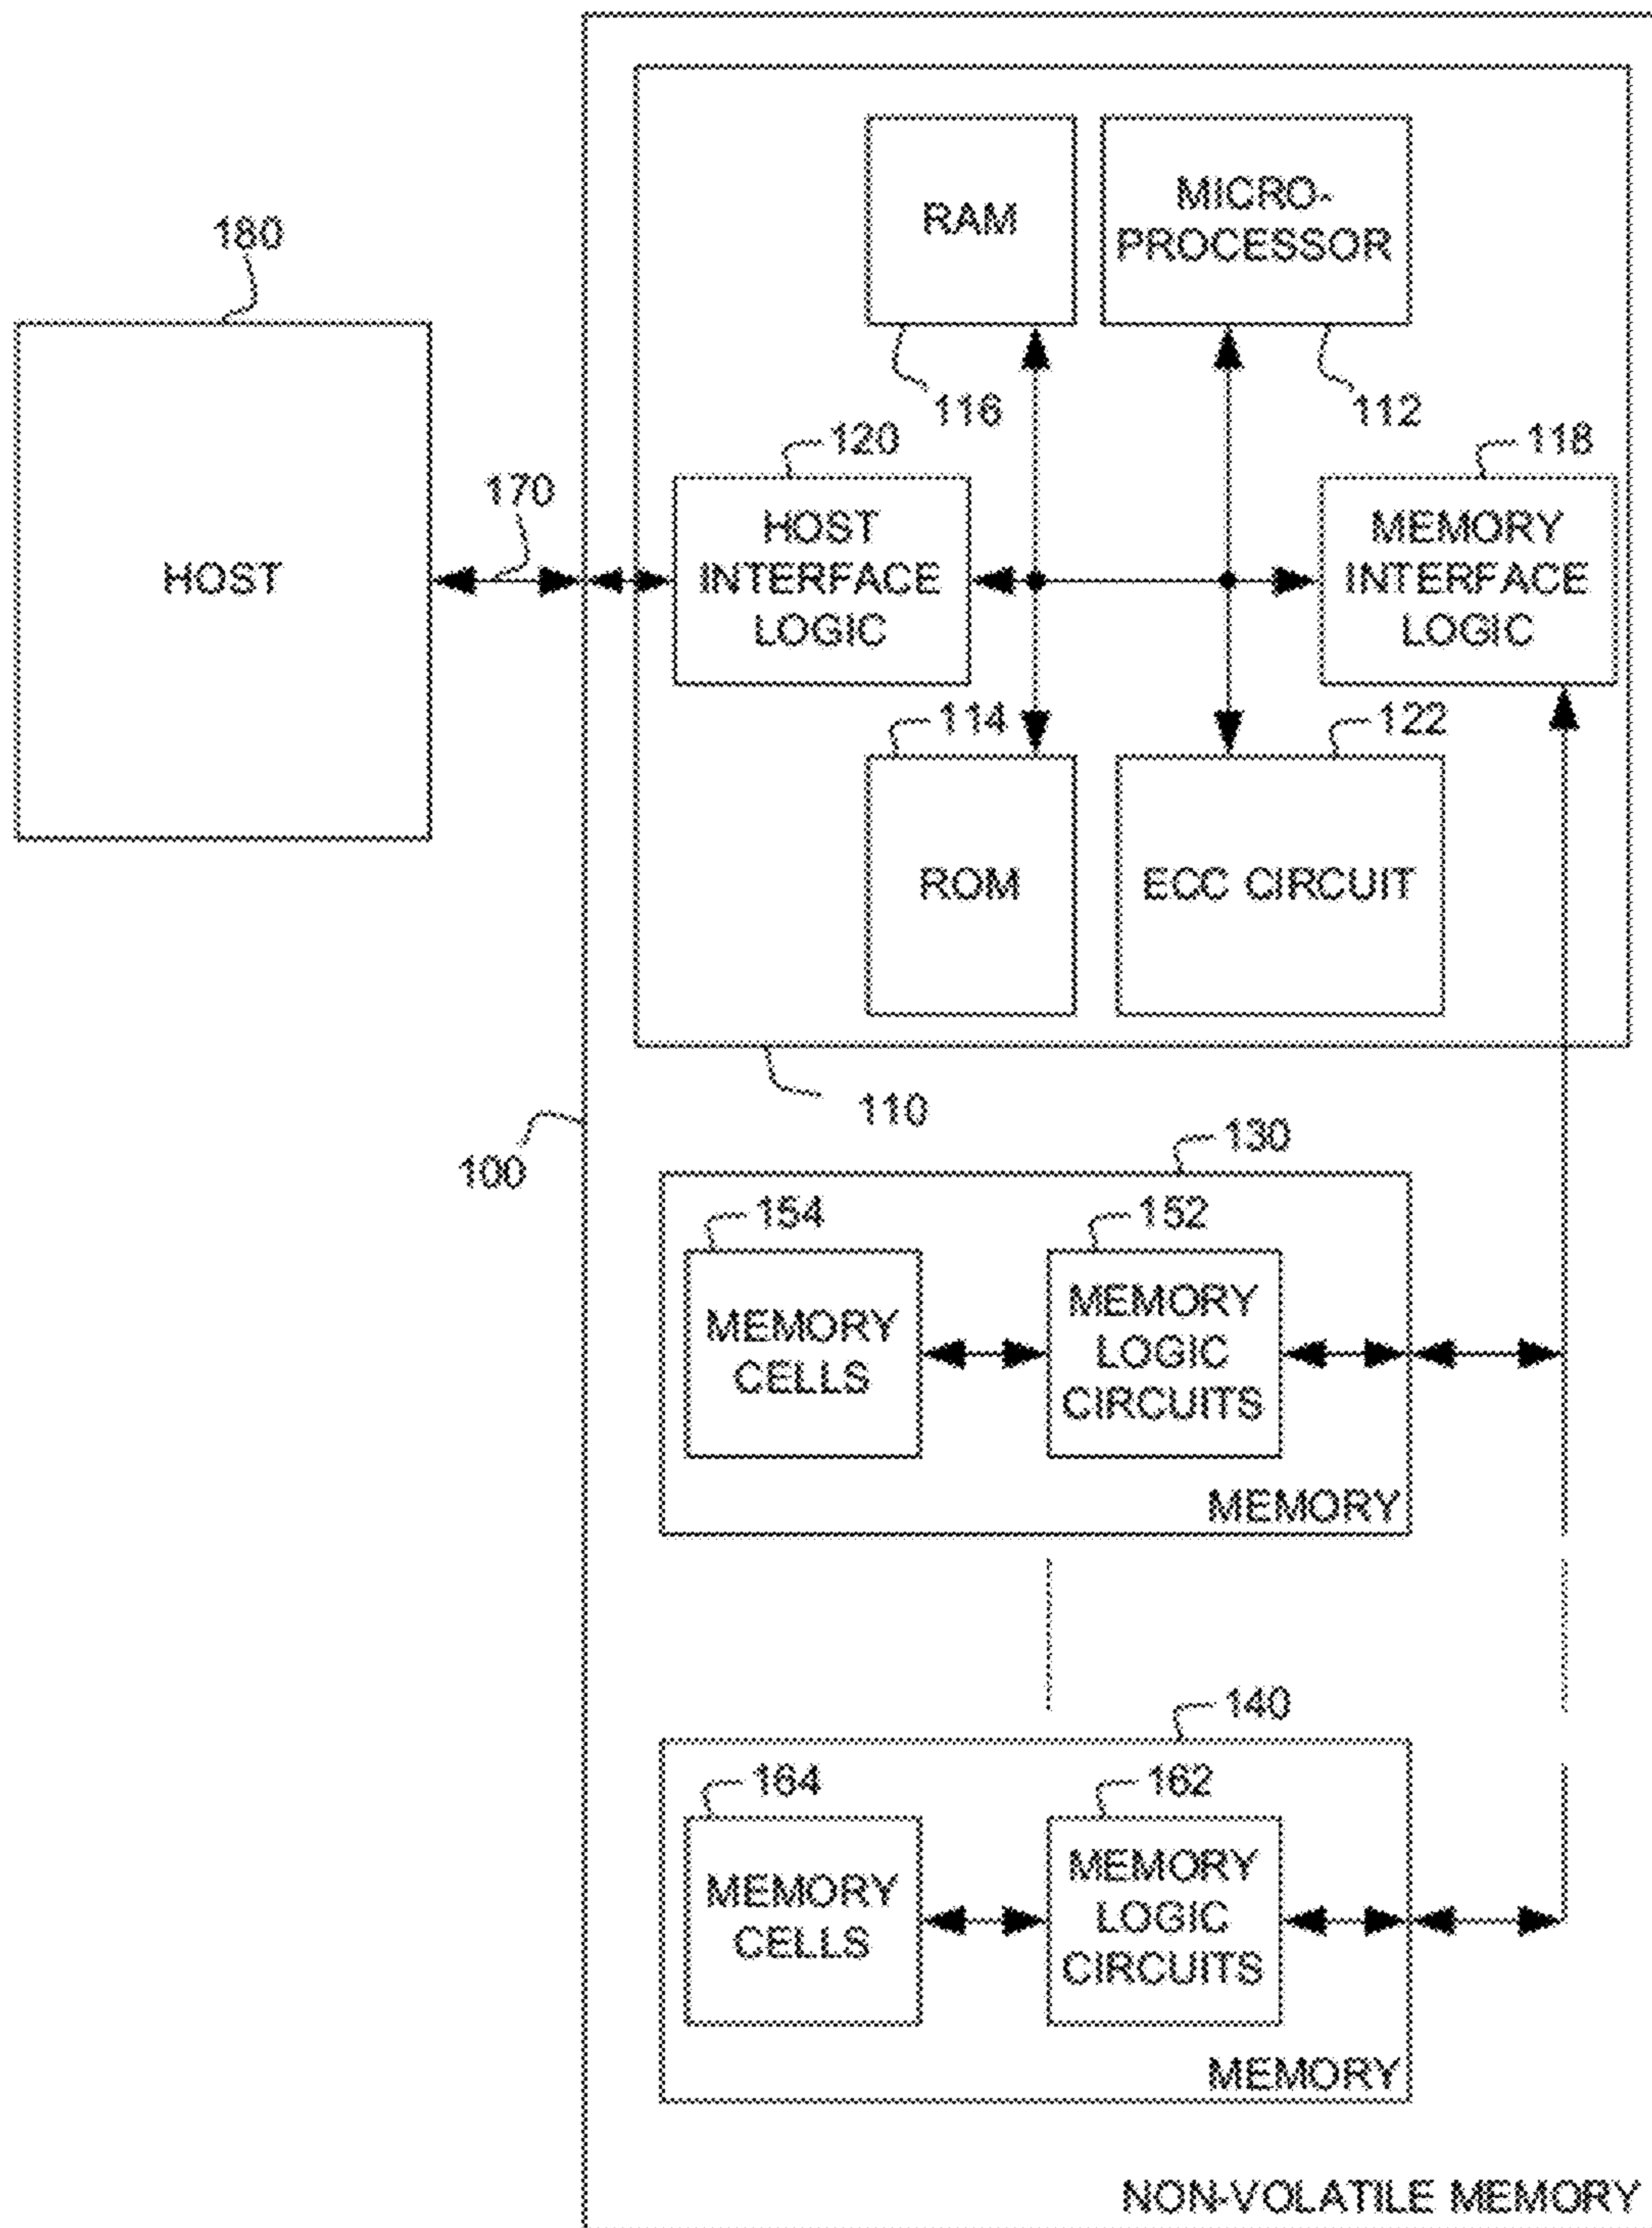 RAM
MICRO-
PROCESSOR
180
116
112
120
118
170
HOST
HOST
INTERFACE
LOGIC
MEMORY
INTERFACE
LOGIC
114
122
ROM
ECC CIRCUIT
110
100
130
154
152
MEMORY
CELLS
MEMORY
LOGIC
CIRCUITS
MEMORY
140
164
162
MEMORY
CELLS
MEMORY
LOGIC
CIRCUITS
MEMORY
NON-VOLATILE MEMORY